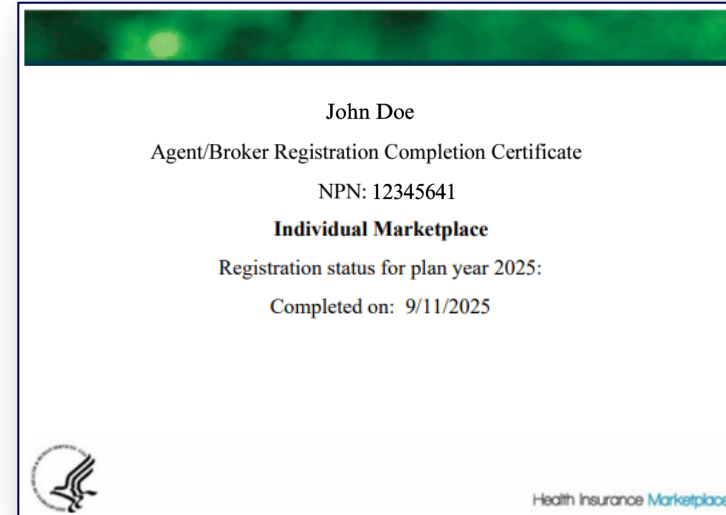 John Doe
Agent/Broker Registration Completion Certificate
NPN: 12345641
Individual Marketplace
Registration status for plan year 2025:
Completed on: 9/11/2025
Health Insurance Marketplace